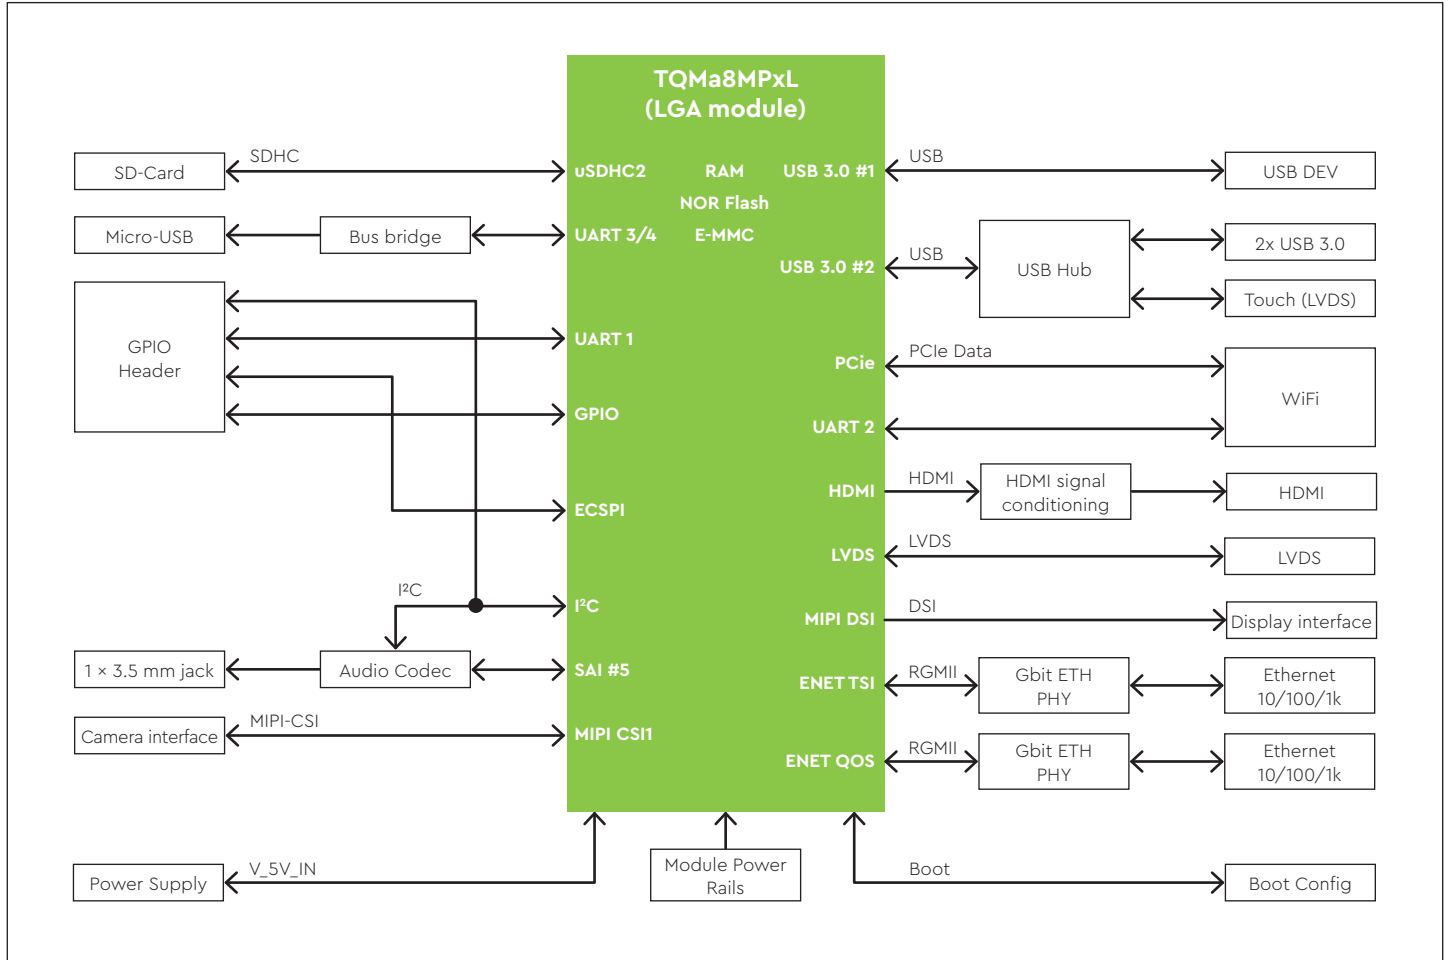 TQMa8MPxL
(LGA module)
SDHC
SD-Card
uSDHC2
RAM
USB 3.0 #1
USB
USB DEV
NOR Flash
Micro-USB
Bus bridge
UART 3/4
E-MMC
USB 3.0 #2
USB
USB Hub
2x USB 3.0
Touch (LVDS)
GPIO
Header
UART 1
GPIO
ECSPI
PCie
PCIe Data
WiFi
UART 2
HDMI
HDMI
HDMI signal
conditioning
HDMI
LVDS
LVDS
LVDS
I²C
I²C
MIPI DSI
DSI
Display interface
1 × 3.5 mm jack
Audio Codec
SAI #5
ENET TSI
RGMII
Gbit ETH
PHY
Ethernet
10/100/1k
Camera interface
MIPI-CSI
MIPI CSI1
ENET QOS
RGMII
Gbit ETH
PHY
Ethernet
10/100/1k
Power Supply
V_5V_IN
Module Power
Rails
Boot
Boot Config